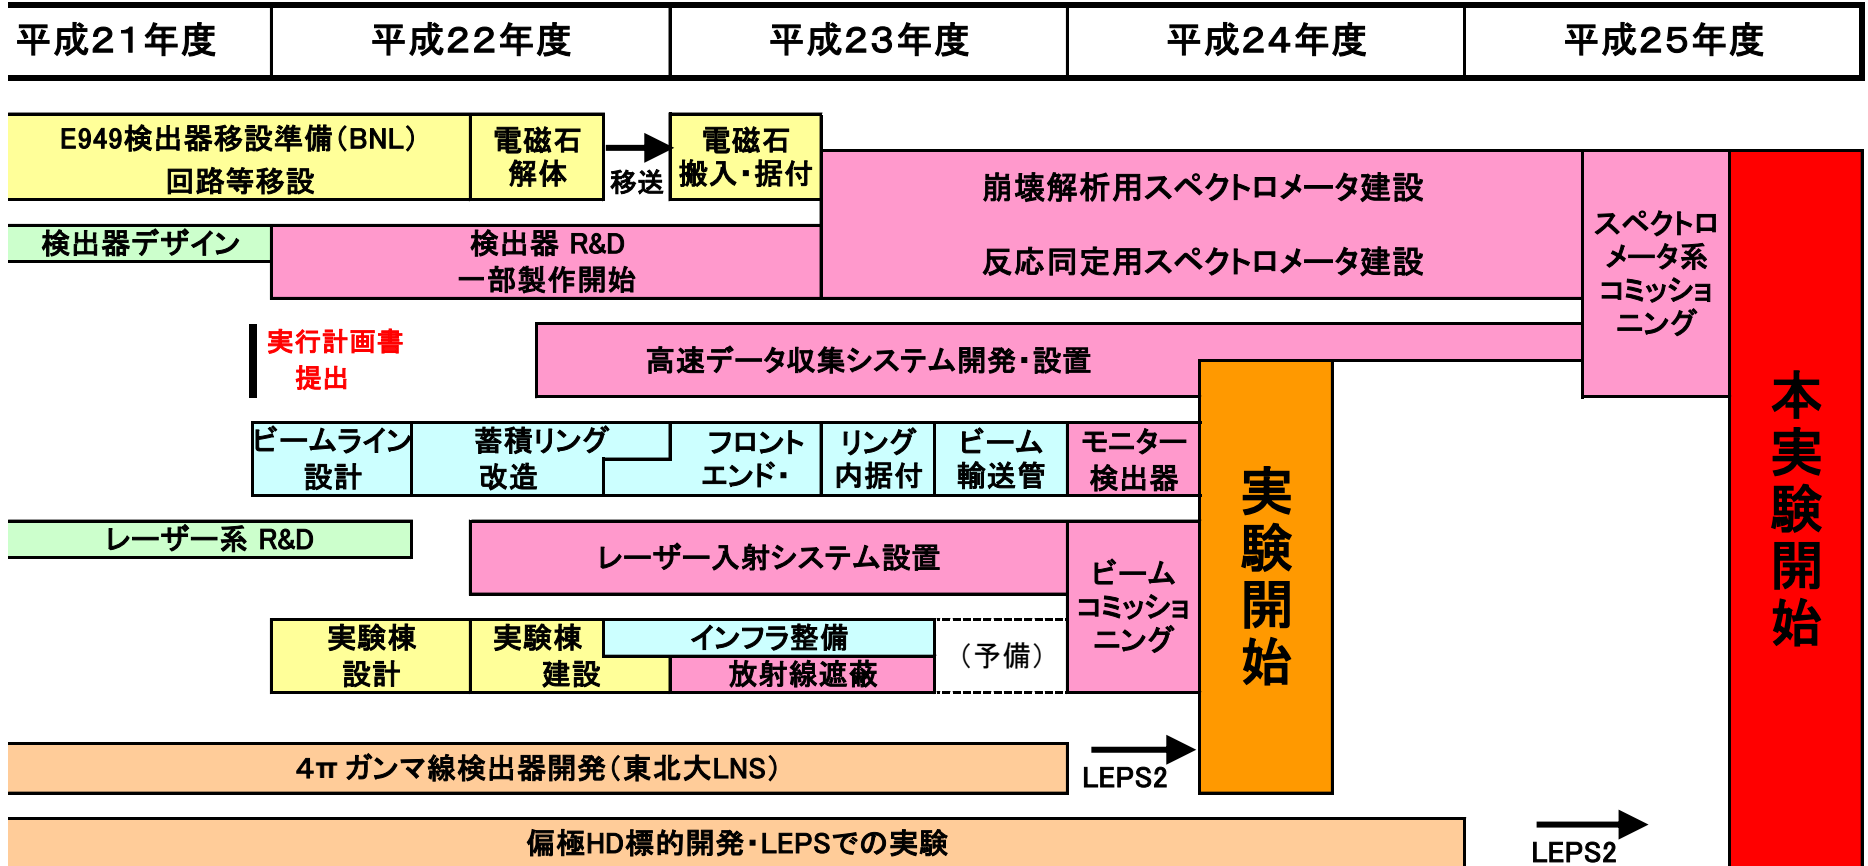 平成21年度
平成22年度
平成23年度
平成24年度
平成25年度
E949検出器移設準備(BNL)
回路等移設
電磁石
解体
移送
電磁石
搬入・据付
崩壊解析用スペクトロメータ建設
反応同定用スペクトロメータ建設
スペクトロ
メータ系
コミッショ
ニング
本実験開始
検出器デザイン
検出器 R&D
一部製作開始
実行計画書
提出
高速データ収集システム開発・設置
ビームライン
設計
蓄積リング
改造
フロント
エンド・
リング
内据付
ビーム
輸送管
モニター
検出器
実験開始
レーザー系 R&D
レーザー入射システム設置
ビーム
コミッショ
ニング
実験棟
設計
実験棟
建設
インフラ整備
放射線遮蔽
(予備)
4π ガンマ線検出器開発(東北大LNS)
LEPS2
偏極HD標的開発・LEPSでの実験
LEPS2